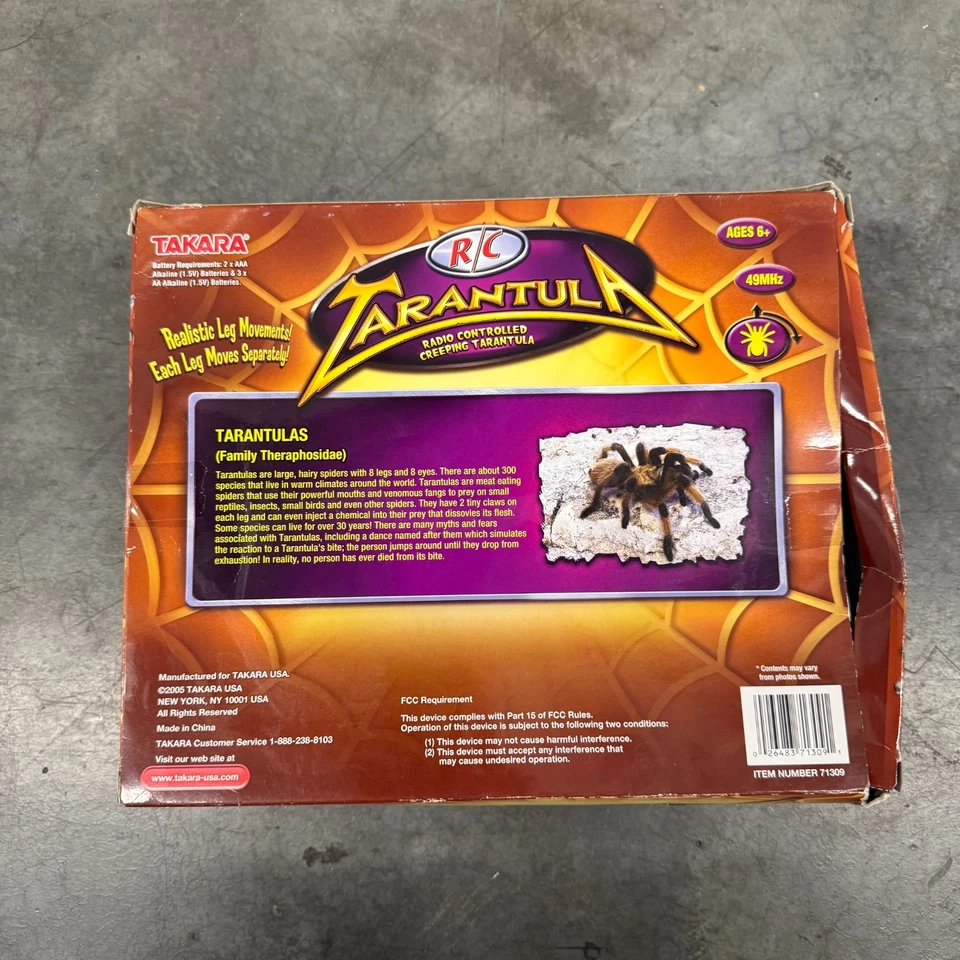 TAKARA®
Battery Requirements: 2 x AAA
Alkaline (1.5V) Batteries & 3 x
AA Alkaline (1.5V) Batteries.
Realistic Leg Movements!
Each Leg Moves Separately!
R/C
TARANTULA
RADIO CONTROLLED
CREEPING TARANTULA
AGES 6+
49MHz
TARANTULAS
(Family Theraphosidae)
Tarantulas are large, hairy spiders with 8 legs and 8 eyes. There are about 300
species that live in warm climates around the world. Tarantulas are meat eating
spiders that use their powerful mouths and venomous fangs to prey on small
reptiles, insects, small birds and even other spiders. They have 2 tiny claws on
each leg and can even inject a chemical into their prey that dissovles its flesh.
Some species can live for over 30 years! There are many myths and fears
associated with Tarantulas, including a dance named after them which simulates
the reaction to a Tarantula's bite; the person jumps around until they drop from
exhaustion! In reality, no person has ever died from its bite.
Manufactured for TAKARA USA.
©2005 TAKARA USA
NEW YORK, NY 10001 USA
All Rights Reserved
Made in China
TAKARA Customer Service 1-888-238-8103
Visit our web site at
www.takara-usa.com
FCC Requirement
This device complies with Part 15 of FCC Rules.
Operation of this device is subject to the following two conditions:
(1) This device may not cause harmful interference.
(2) This device must accept any interference that
may cause undesired operation.
* Contents may vary
from photos shown.
0 26483 71309 1
ITEM NUMBER 71309